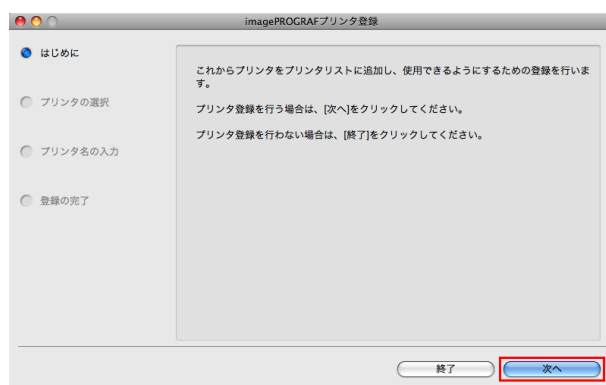 imagePROGRAFプリンタ登録
はじめに
プリンタの選択
プリンタ名の入力
登録の完了
これからプリンタをプリンタリストに追加し、使用できるようにするための登録を行いま
す。
プリンタ登録を行う場合は、[次へ]をクリックしてください。
プリンタ登録を行わない場合は、[終了]をクリックしてください。
終了
次へ